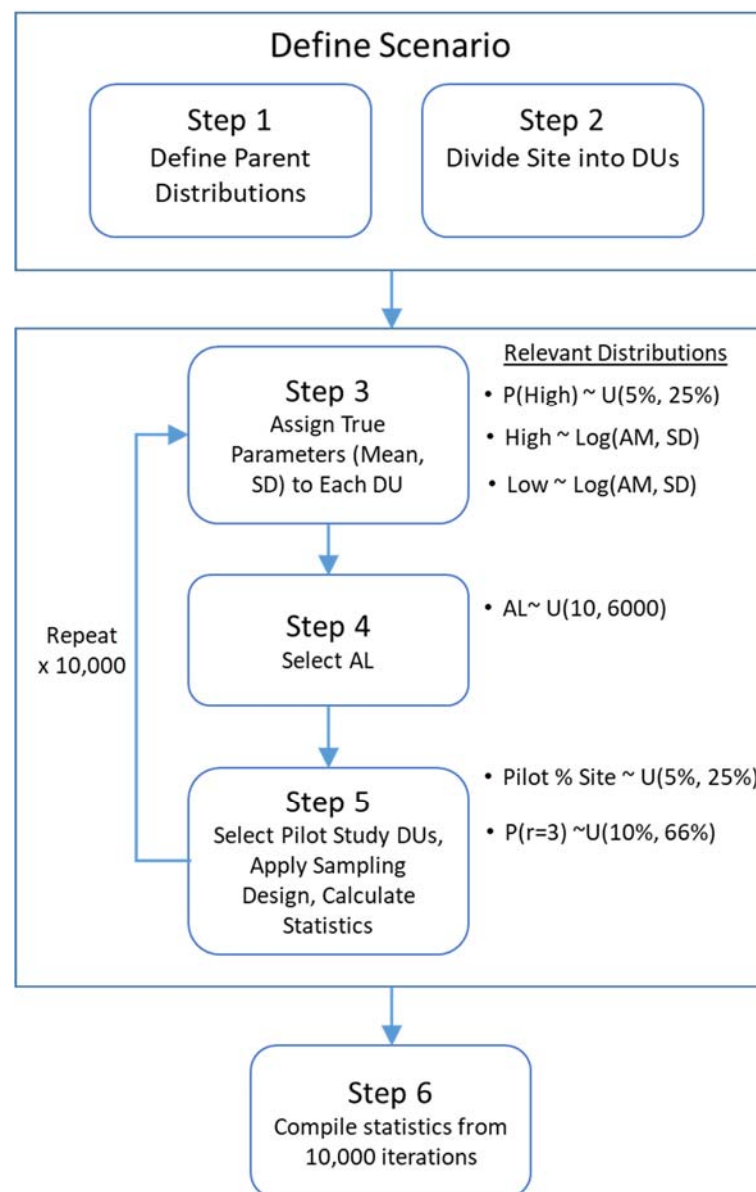 Define Scenario
Step 1
Define Parent
Distributions
Step 2
Divide Site into DUs
Relevant Distributions
Step 3
Assign True
Parameters (Mean,
SD) to Each DU
• P(High) ~ U(5%, 25%)
• High ~ Log(AM, SD)
• Low ~ Log(AM, SD)
Repeat
x 10,000
Step 4
Select AL
• AL~ U(10, 6000)
Step 5
Select Pilot Study DUs,
Apply Sampling
Design, Calculate
Statistics
• Pilot % Site ~ U(5%, 25%)
• P(r=3) ~U(10%, 66%)
Step 6
Compile statistics from
10,000 iterations